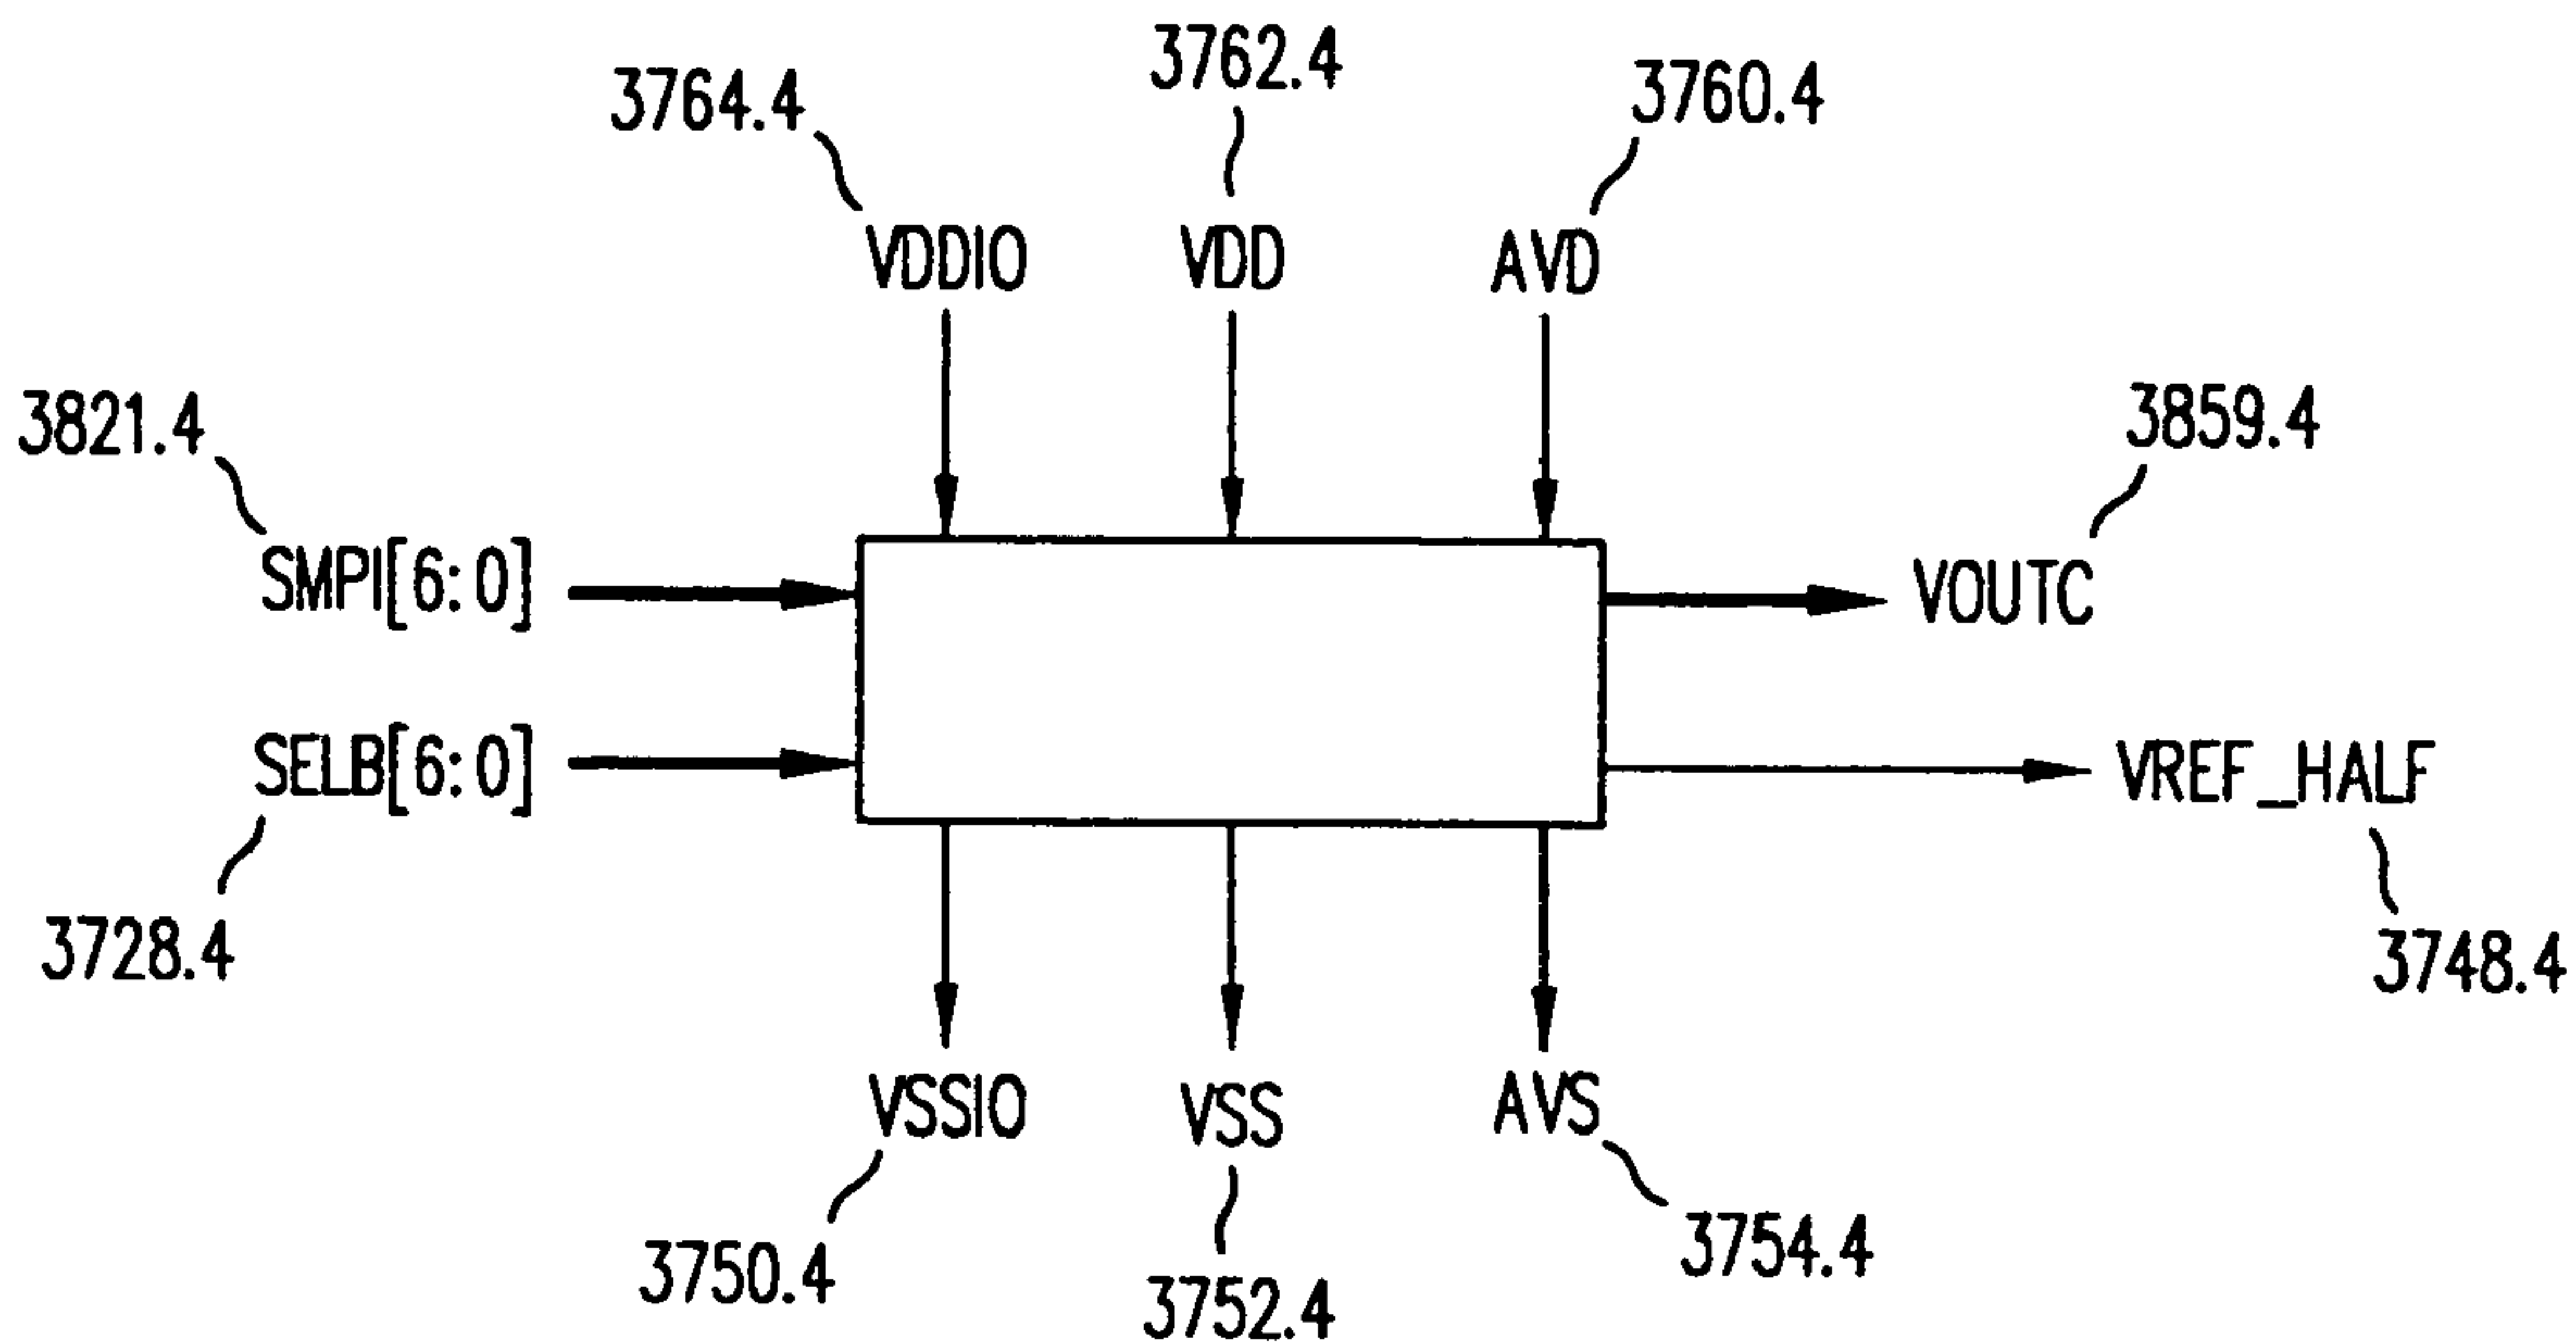 3764.4
3762.4
3760.4
VDDIO
VDD
AVD
3821.4
3859.4
SMPI[6:0]
VOUTC
SELB[6:0]
VREF_HALF
3728.4
3748.4
VSSIO
VSS
AVS
3750.4
3752.4
3754.4